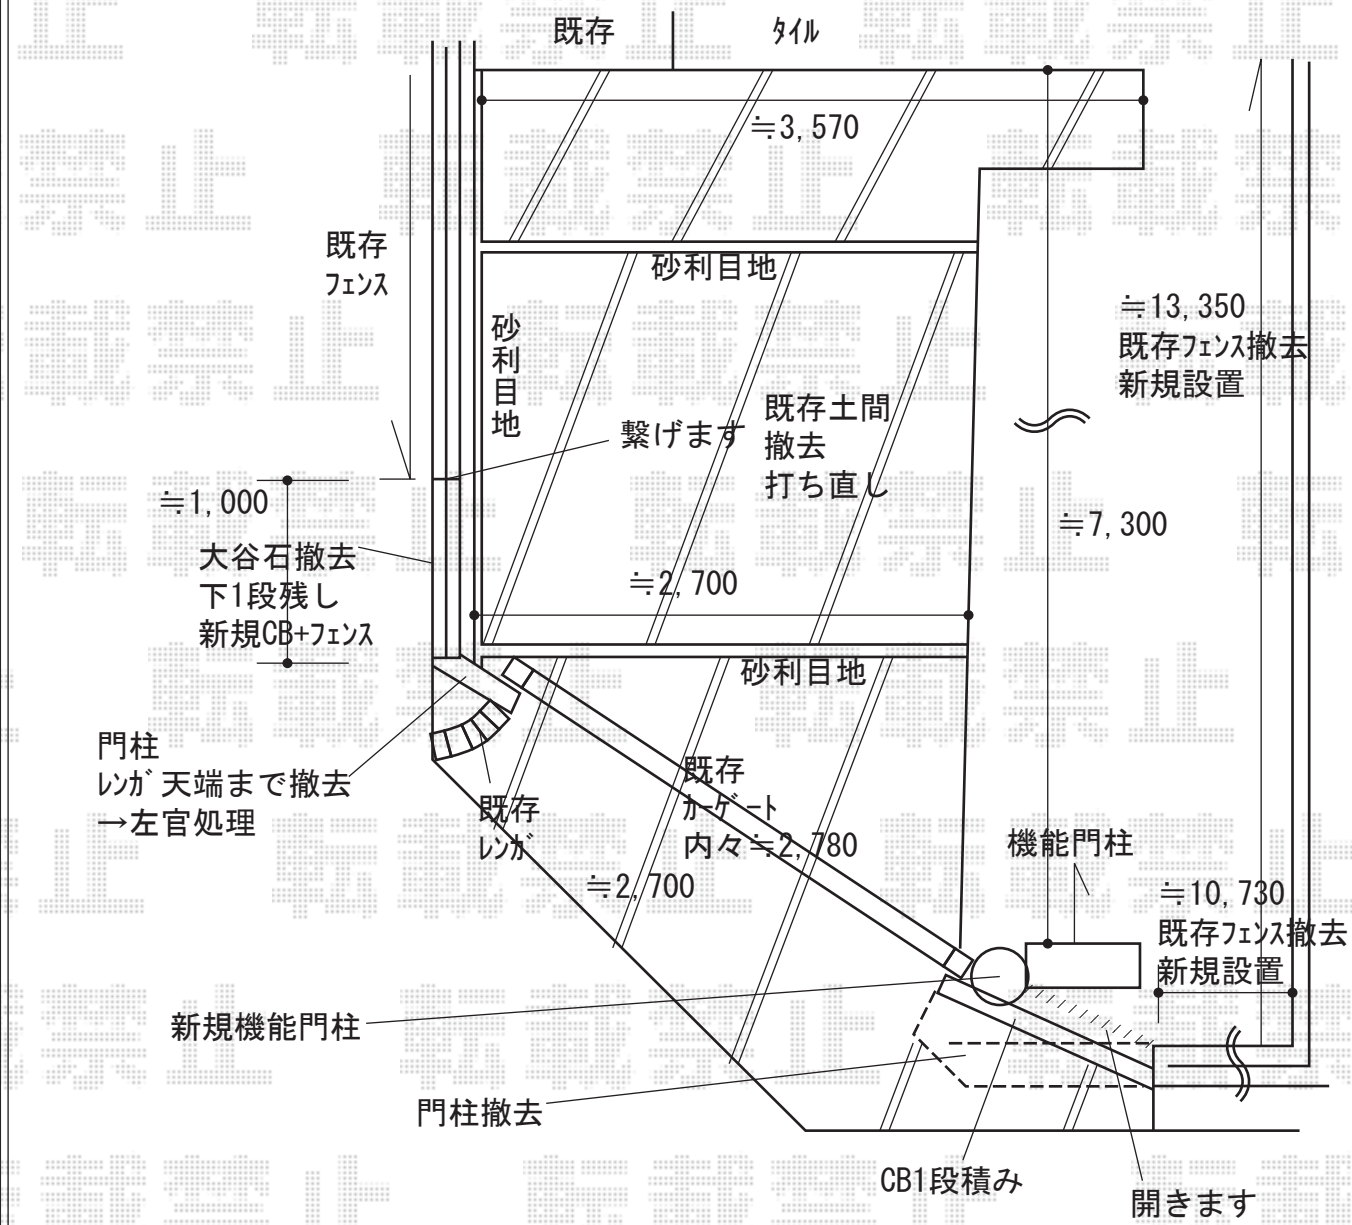 既存
ﾀｲﾙ
≒3,570
既存
ﾌｪﾝｽ
砂利目地
砂利目地
≒13,350
既存ﾌｪﾝｽ撤去
新規設置
繋げます
既存土間
撤去
打ち直し
≒1,000
≒7,300
大谷石撤去
下1段残し
新規CB+ﾌｪﾝｽ
≒2,700
砂利目地
門柱
ﾚﾝｶﾞ天端まで撤去
→左官処理
既存
ﾚﾝｶﾞ
既存
ｶｰｹﾞｰﾄ
内々≒2,780
≒2,700
機能門柱
≒10,730
既存ﾌｪﾝｽ撤去
新規設置
新規機能門柱
門柱撤去
CB1段積み
開きます
転載禁止